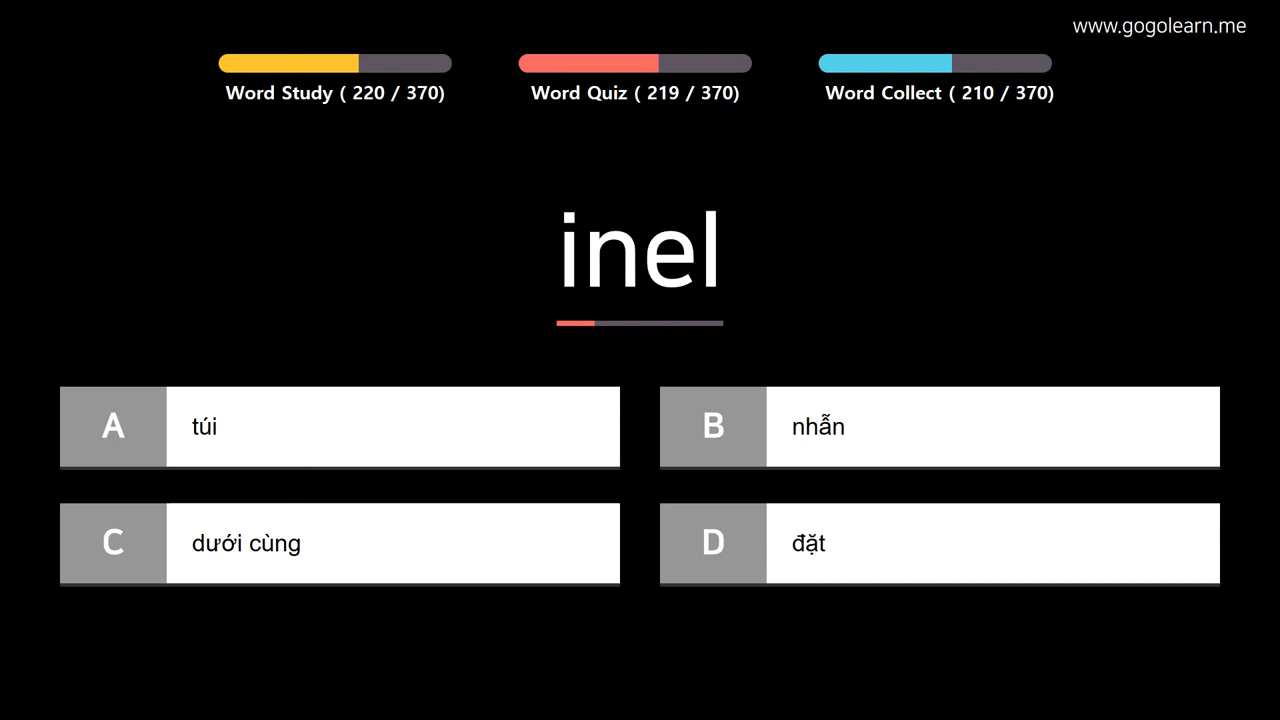 www.gogolearn.me
Word Study ( 220 / 370)
Word Quiz ( 219 / 370)
Word Collect ( 210 / 370)
inel
A túi
B nhẫn
C dưới cùng
D đặt